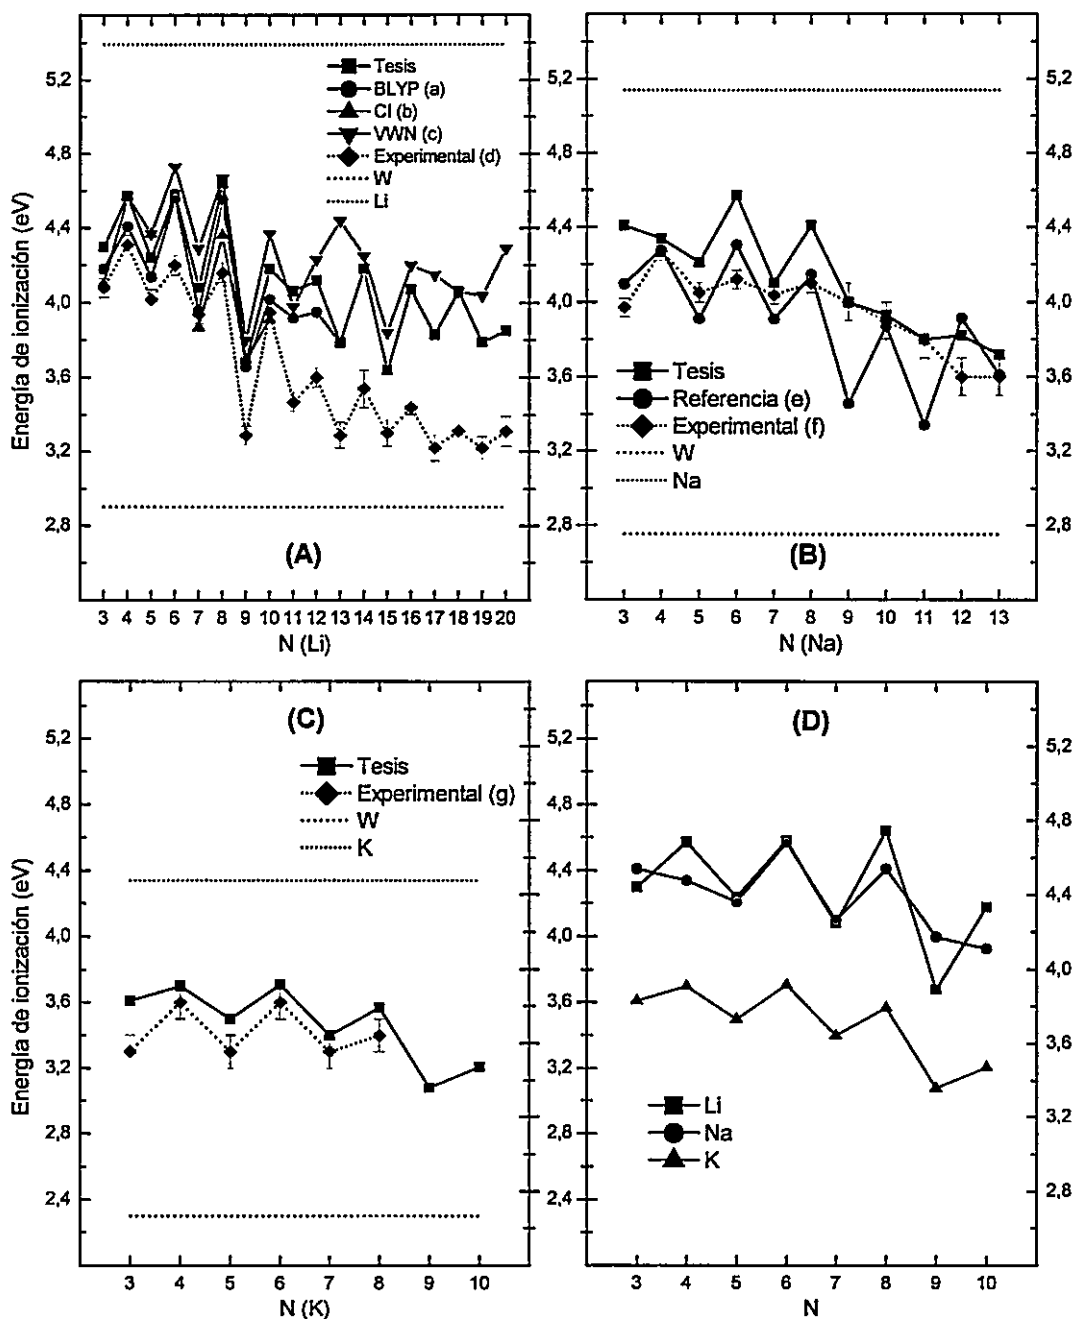 Energía de ionización (eV)
5,2
4,8
4,4
4,0
3,6
3,2
2,8
Tesis
BLYP (a)
CI (b)
VWN (c)
Experimental (d)
W
Li
(A)
3 4 5 6 7 8 9 10 11 12 13 14 15 16 17 18 19 20
N (Li)
Tesis
Referencia (e)
Experimental (f)
W
Na
(B)
5,2
4,8
4,4
4,0
3,6
3,2
2,8
3 4 5 6 7 8 9 10 11 12 13
N (Na)
Energía de ionización (eV)
5,2
4,8
4,4
4,0
3,6
3,2
2,8
2,4
(C)
Tesis
Experimental (g)
W
K
3 4 5 6 7 8 9 10
N (K)
(D)
Li
Na
K
5,2
4,8
4,4
4,0
3,6
3,2
2,8
3 4 5 6 7 8 9 10
N